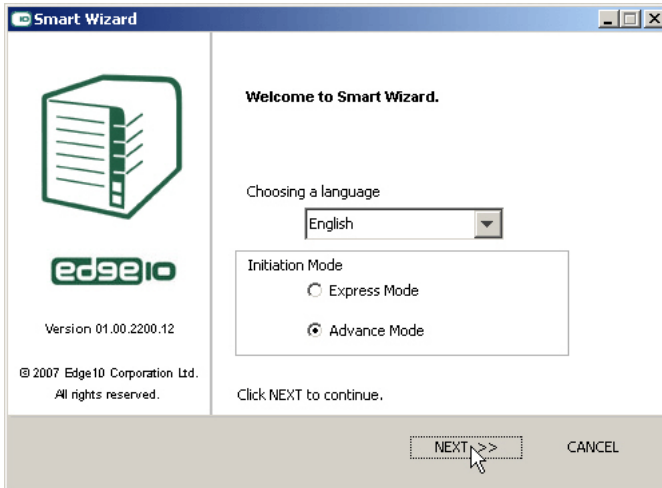 Smart Wizard
Welcome to Smart Wizard.
Choosing a language
English
Initiation Mode
Express Mode
Advance Mode
edge10
Version 01.00.2200.12
© 2007 Edge10 Corporation Ltd.
All rights reserved.
Click NEXT to continue.
NEXT >>
CANCEL